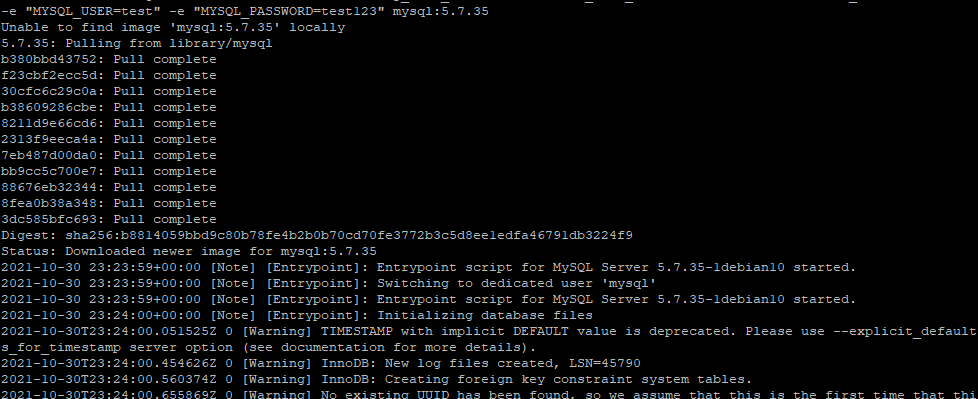 -e "MYSQL_USER=test" -e "MYSQL_PASSWORD=test123" mysql:5.7.35
Unable to find image 'mysql:5.7.35' locally
5.7.35: Pulling from library/mysql
b380bbd43752: Pull complete
f23cbf2ecc5d: Pull complete
30cfc6c29c0a: Pull complete
b38609286cbe: Pull complete
8211d9e66cd6: Pull complete
2313f9eeca4a: Pull complete
7eb487d00da0: Pull complete
bb9cc5c700e7: Pull complete
88676eb32344: Pull complete
8fea0b38a348: Pull complete
3dc585bfc693: Pull complete
Digest: sha256:b8814059bbd9c80b78fe4b2b0b70cd70fe3772b3c5d8ee1edfa46791db3224f9
Status: Downloaded newer image for mysql:5.7.35
2021-10-30 23:23:59+00:00 [Note] [Entrypoint]: Entrypoint script for MySQL Server 5.7.35-1debian10 started.
2021-10-30 23:23:59+00:00 [Note] [Entrypoint]: Switching to dedicated user 'mysql'
2021-10-30 23:23:59+00:00 [Note] [Entrypoint]: Entrypoint script for MySQL Server 5.7.35-1debian10 started.
2021-10-30 23:24:00+00:00 [Note] [Entrypoint]: Initializing database files
2021-10-30T23:24:00.051525Z 0 [Warning] TIMESTAMP with implicit DEFAULT value is deprecated. Please use --explicit_default
s_for_timestamp server option (see documentation for more details).
2021-10-30T23:24:00.454626Z 0 [Warning] InnoDB: New log files created, LSN=45790
2021-10-30T23:24:00.560374Z 0 [Warning] InnoDB: Creating foreign key constraint system tables.
2021-10-30T23:24:00.655869Z 0 [Warning] No existing UUID has been found, so we assume that this is the first time that thi